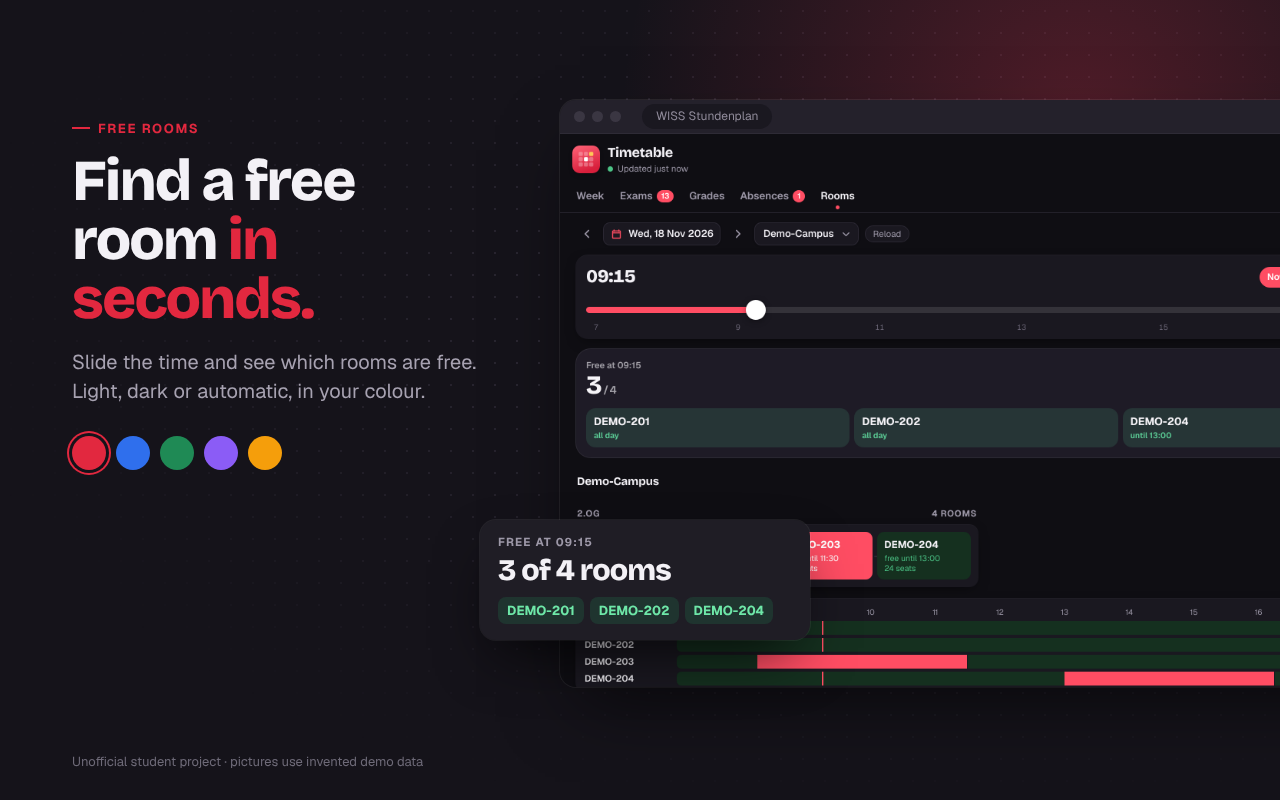 FREE ROOMS
Find a free
room in
seconds.
Slide the time and see which rooms are free.
Light, dark or automatic, in your colour.
Unofficial student project · pictures use invented demo data
WISS Stundenplan
Timetable
Updated just now
Week Exams 13 Grades Absences 1 Rooms
Wed, 18 Nov 2026 Demo-Campus Reload
09:15
7 9 11 13 15
Free at 09:15
3 / 4
DEMO-201 DEMO-202 DEMO-204
all day all day until 13:00
Demo-Campus
2.OG 4 ROOMS
DEMO-204
until 11:30 free until 13:00
24 seats
FREE AT 09:15
3 of 4 rooms
DEMO-201 DEMO-202 DEMO-204
10 11 12 13 14 15 16
DEMO-202
DEMO-203
DEMO-204